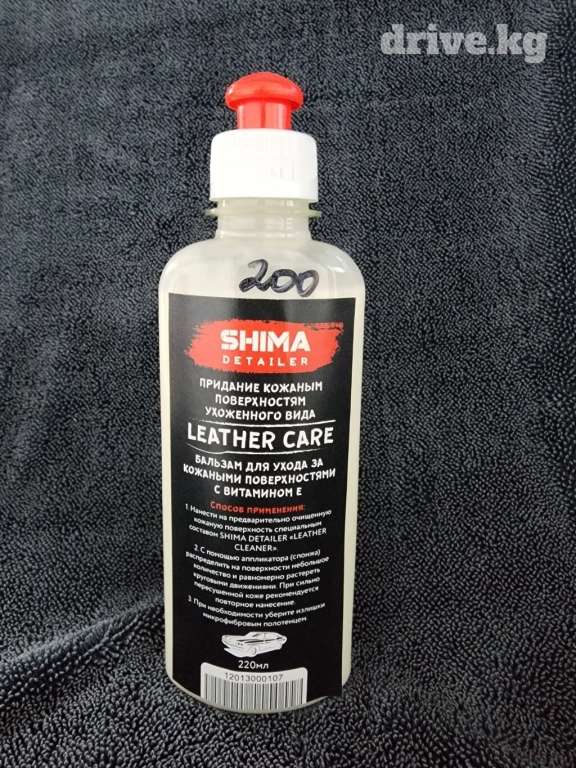 drive.kg
200
SHIMA
DETAILER
ПРИДАНИЕ КОЖАНЫМ
ПОВЕРХНОСТЯМ
УХОЖЕННОГО ВИДА
LEATHER CARE
БАЛЬЗАМ ДЛЯ УХОДА ЗА
КОЖАНЫМИ ПОВЕРХНОСТЯМИ
С ВИТАМИНОМ Е
СПОСОБ ПРИМЕНЕНИЯ:
1. Нанести на предварительно очищенную
кожаную поверхность специальным
составом SHIMA DETAILER «LEATHER
CLEANER».
2. С помощью аппликатора (спонжа)
распределить на поверхности небольшое
количество и равномерно растереть
круговыми движениями. При сильно
пересушенной коже рекомендуется
повторное нанесение.
3. При необходимости уберите излишки
микрофибровым полотенцем.
220мл
12013000107